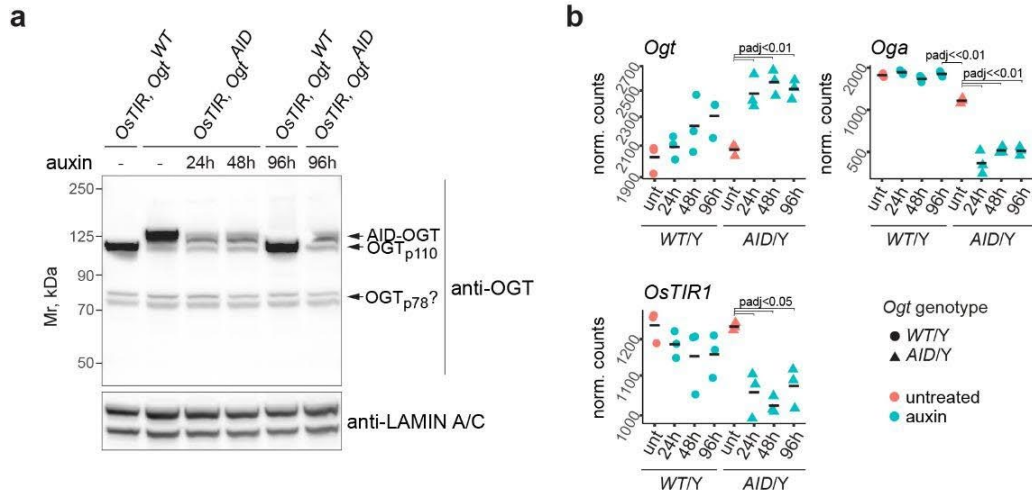 a
OsTIR, Ogt^WT
OsTIR, Ogt^AID
OsTIR, Ogt^WT
OsTIR, Ogt^AID
auxin - - 24h 48h 96h 96h
Mr, kDa
250
125
90
70
50
AID-OGT
OGTp110
OGTp78?
anti-OGT
anti-LAMIN A/C
b
Ogt
padj<0.01
norm. counts
2700
2500
2300
2100
1900
unt 24h 48h 96h unt 24h 48h 96h
WT/Y AID/Y
Oga
padj<<0.01
padj<<0.01
norm. counts
2000
1000
500
unt 24h 48h 96h unt 24h 48h 96h
WT/Y AID/Y
OsTIR1
padj<0.05
norm. counts
1200
1100
1000
unt 24h 48h 96h unt 24h 48h 96h
WT/Y AID/Y
Ogt genotype
WT/Y
AID/Y
untreated
auxin